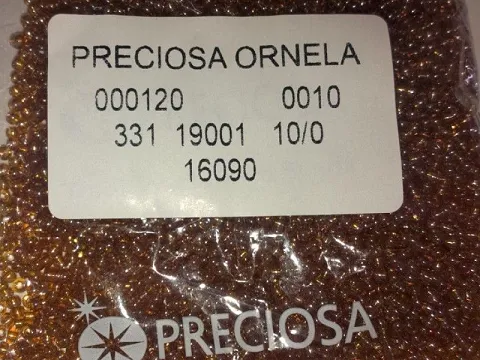 PRECIOSA ORNELA
000120 0010
331 19001 10/0
16090
PRECIOSA